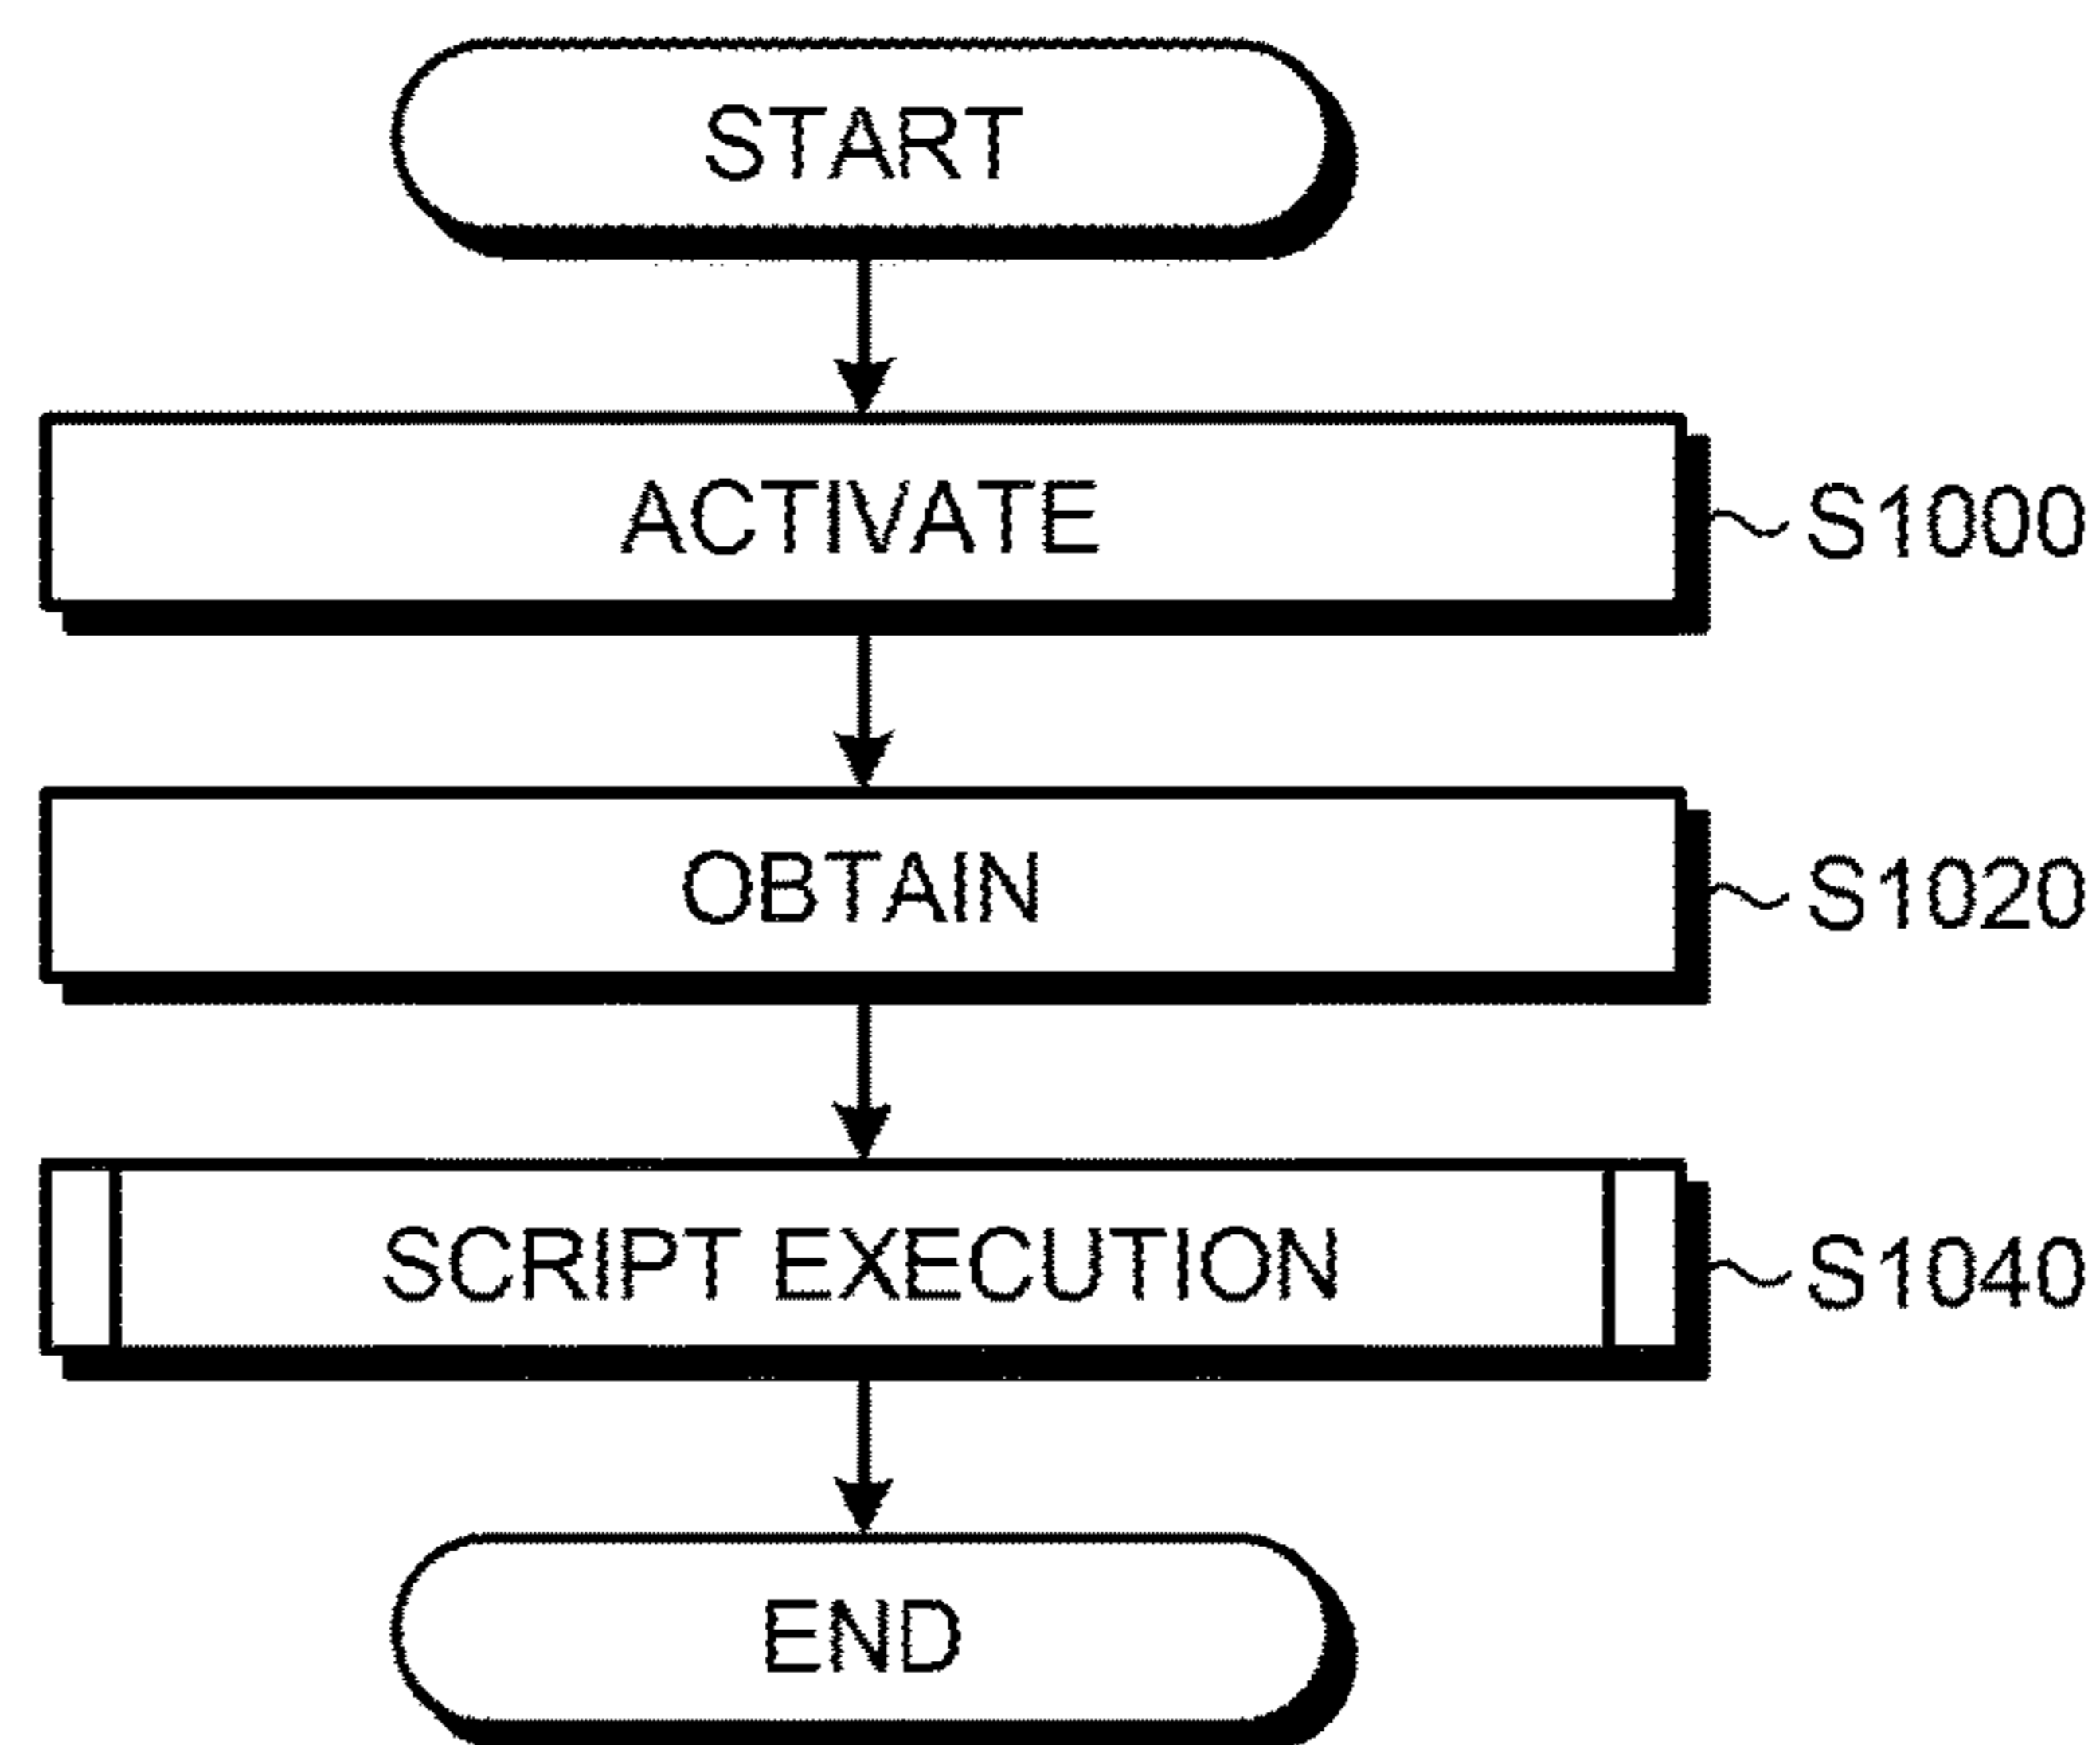 START
ACTIVATE
S1000
OBTAIN
S1020
SCRIPT EXECUTION
S1040
END